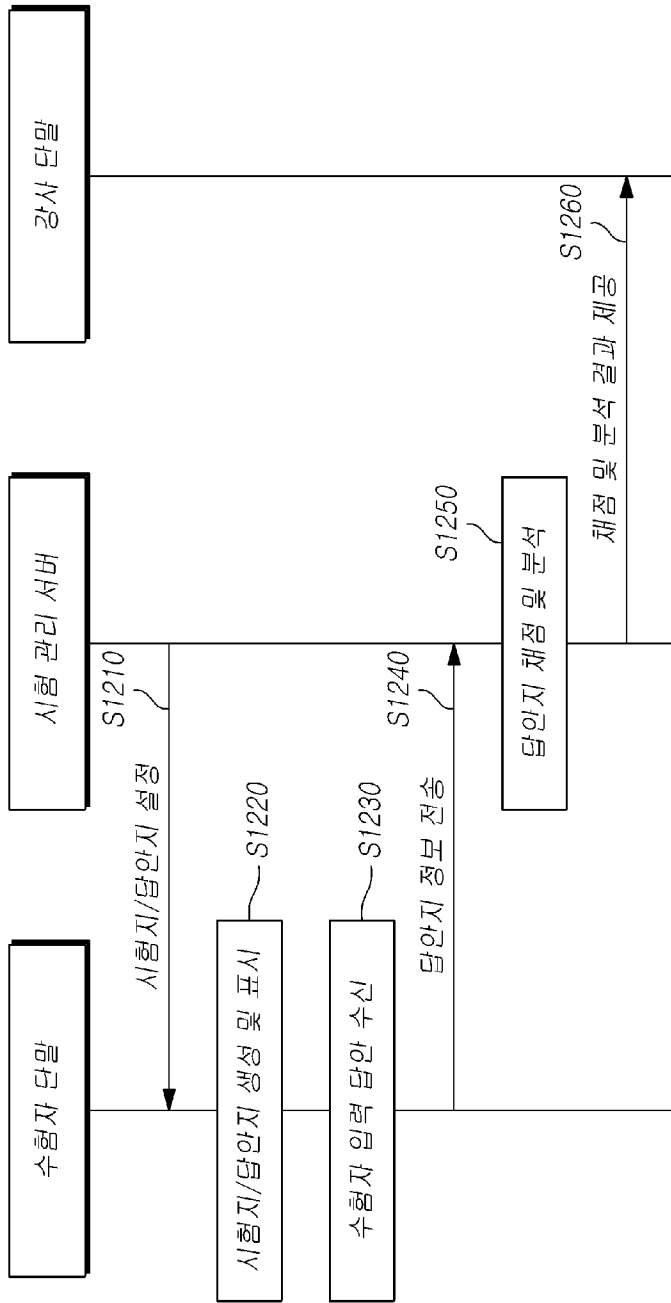 수험자 단말
시험 관리 서버
강사 단말
시험지/답안지 설정
S1210
시험지/답안지 생성 및 표시
S1220
수험자 입력 답안 수신
S1230
답안지 정보 전송
S1240
답안지 채점 및 분석
S1250
채점 및 분석 결과 제공
S1260